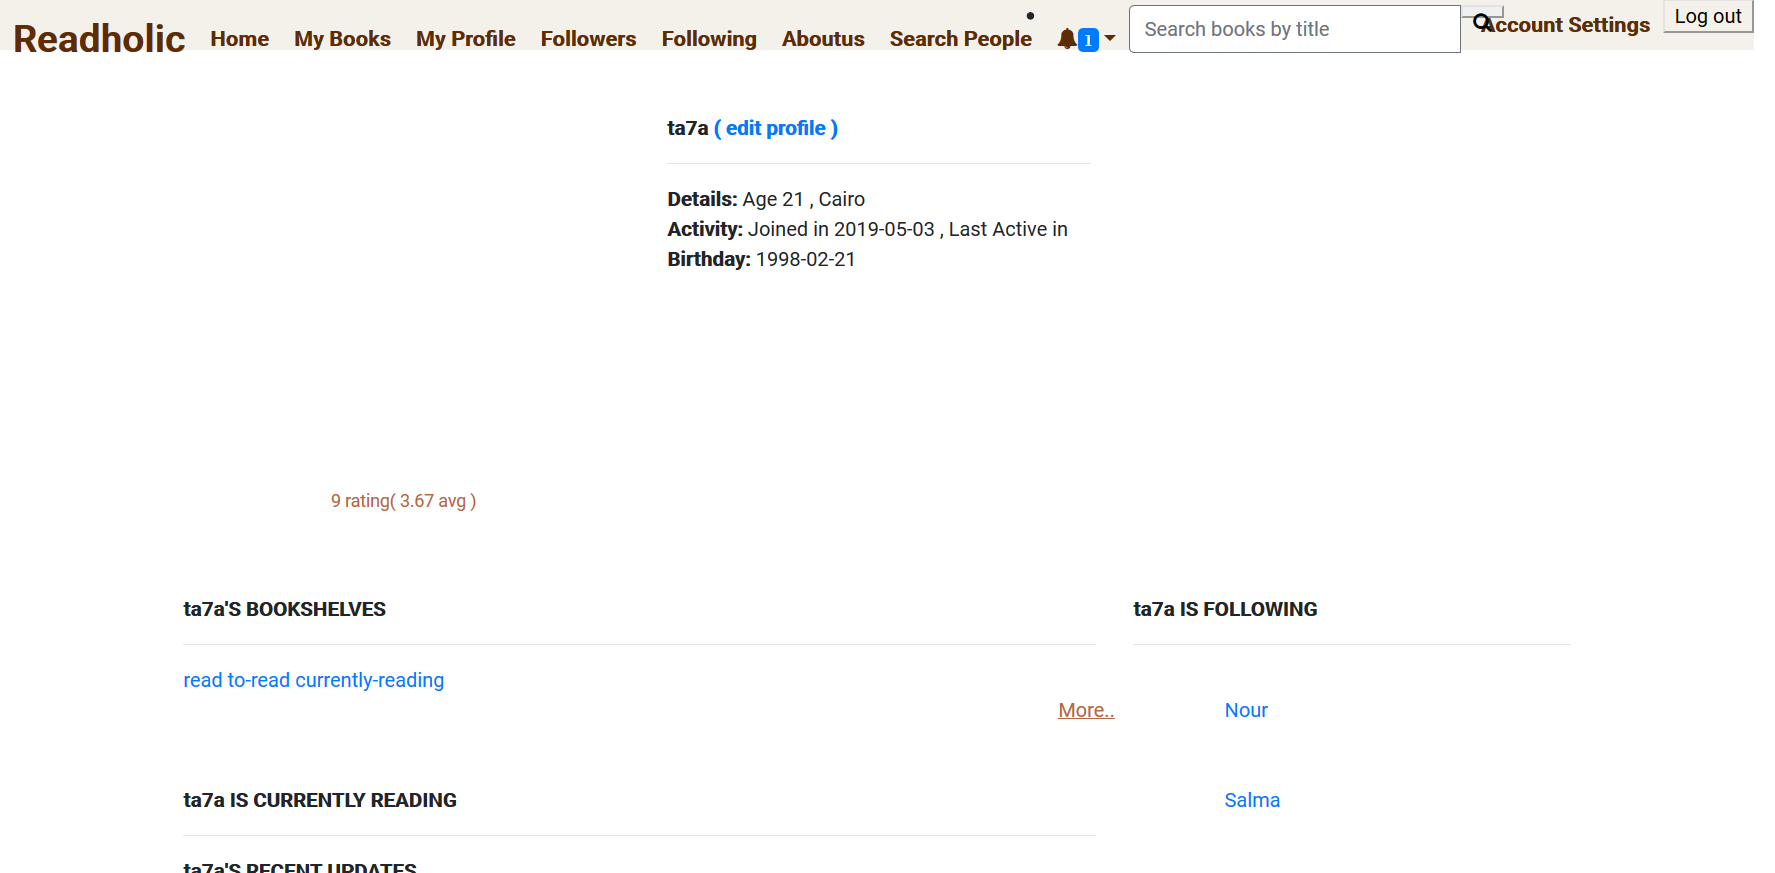 Readholic Home My Books My Profile Followers Following Aboutus Search People 1 Search books by title Account Settings Log out
ta7a ( edit profile )
Details: Age 21 , Cairo
Activity: Joined in 2019-05-03 , Last Active in
Birthday: 1998-02-21
9 rating( 3.67 avg )
ta7a'S BOOKSHELVES
read to-read currently-reading
More..
ta7a IS CURRENTLY READING
ta7a'S RECENT UPDATES
ta7a IS FOLLOWING
Nour
Salma